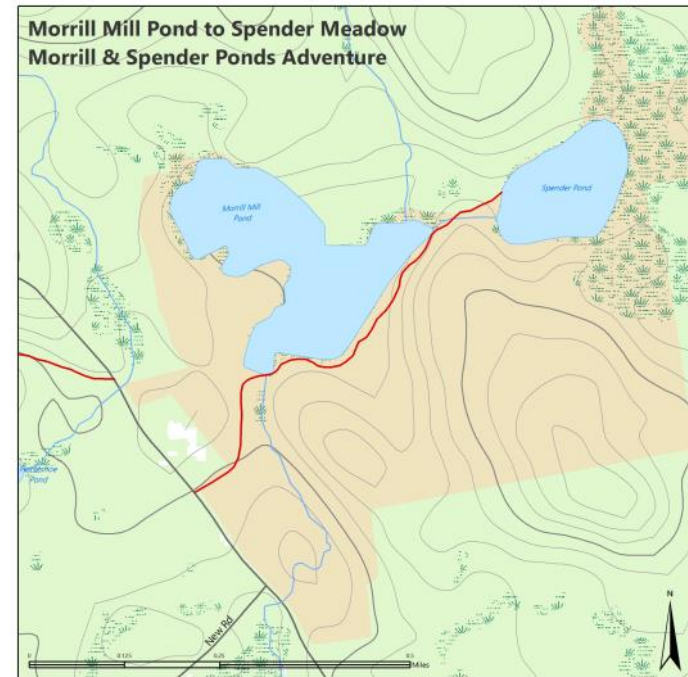 Morrill Mill Pond to Spender Meadow
Morrill & Spender Ponds Adventure
Morrill Mill
Pond
Spender Pond
Pond
New Rd
N
0 0.125 0.25 0.5
Miles